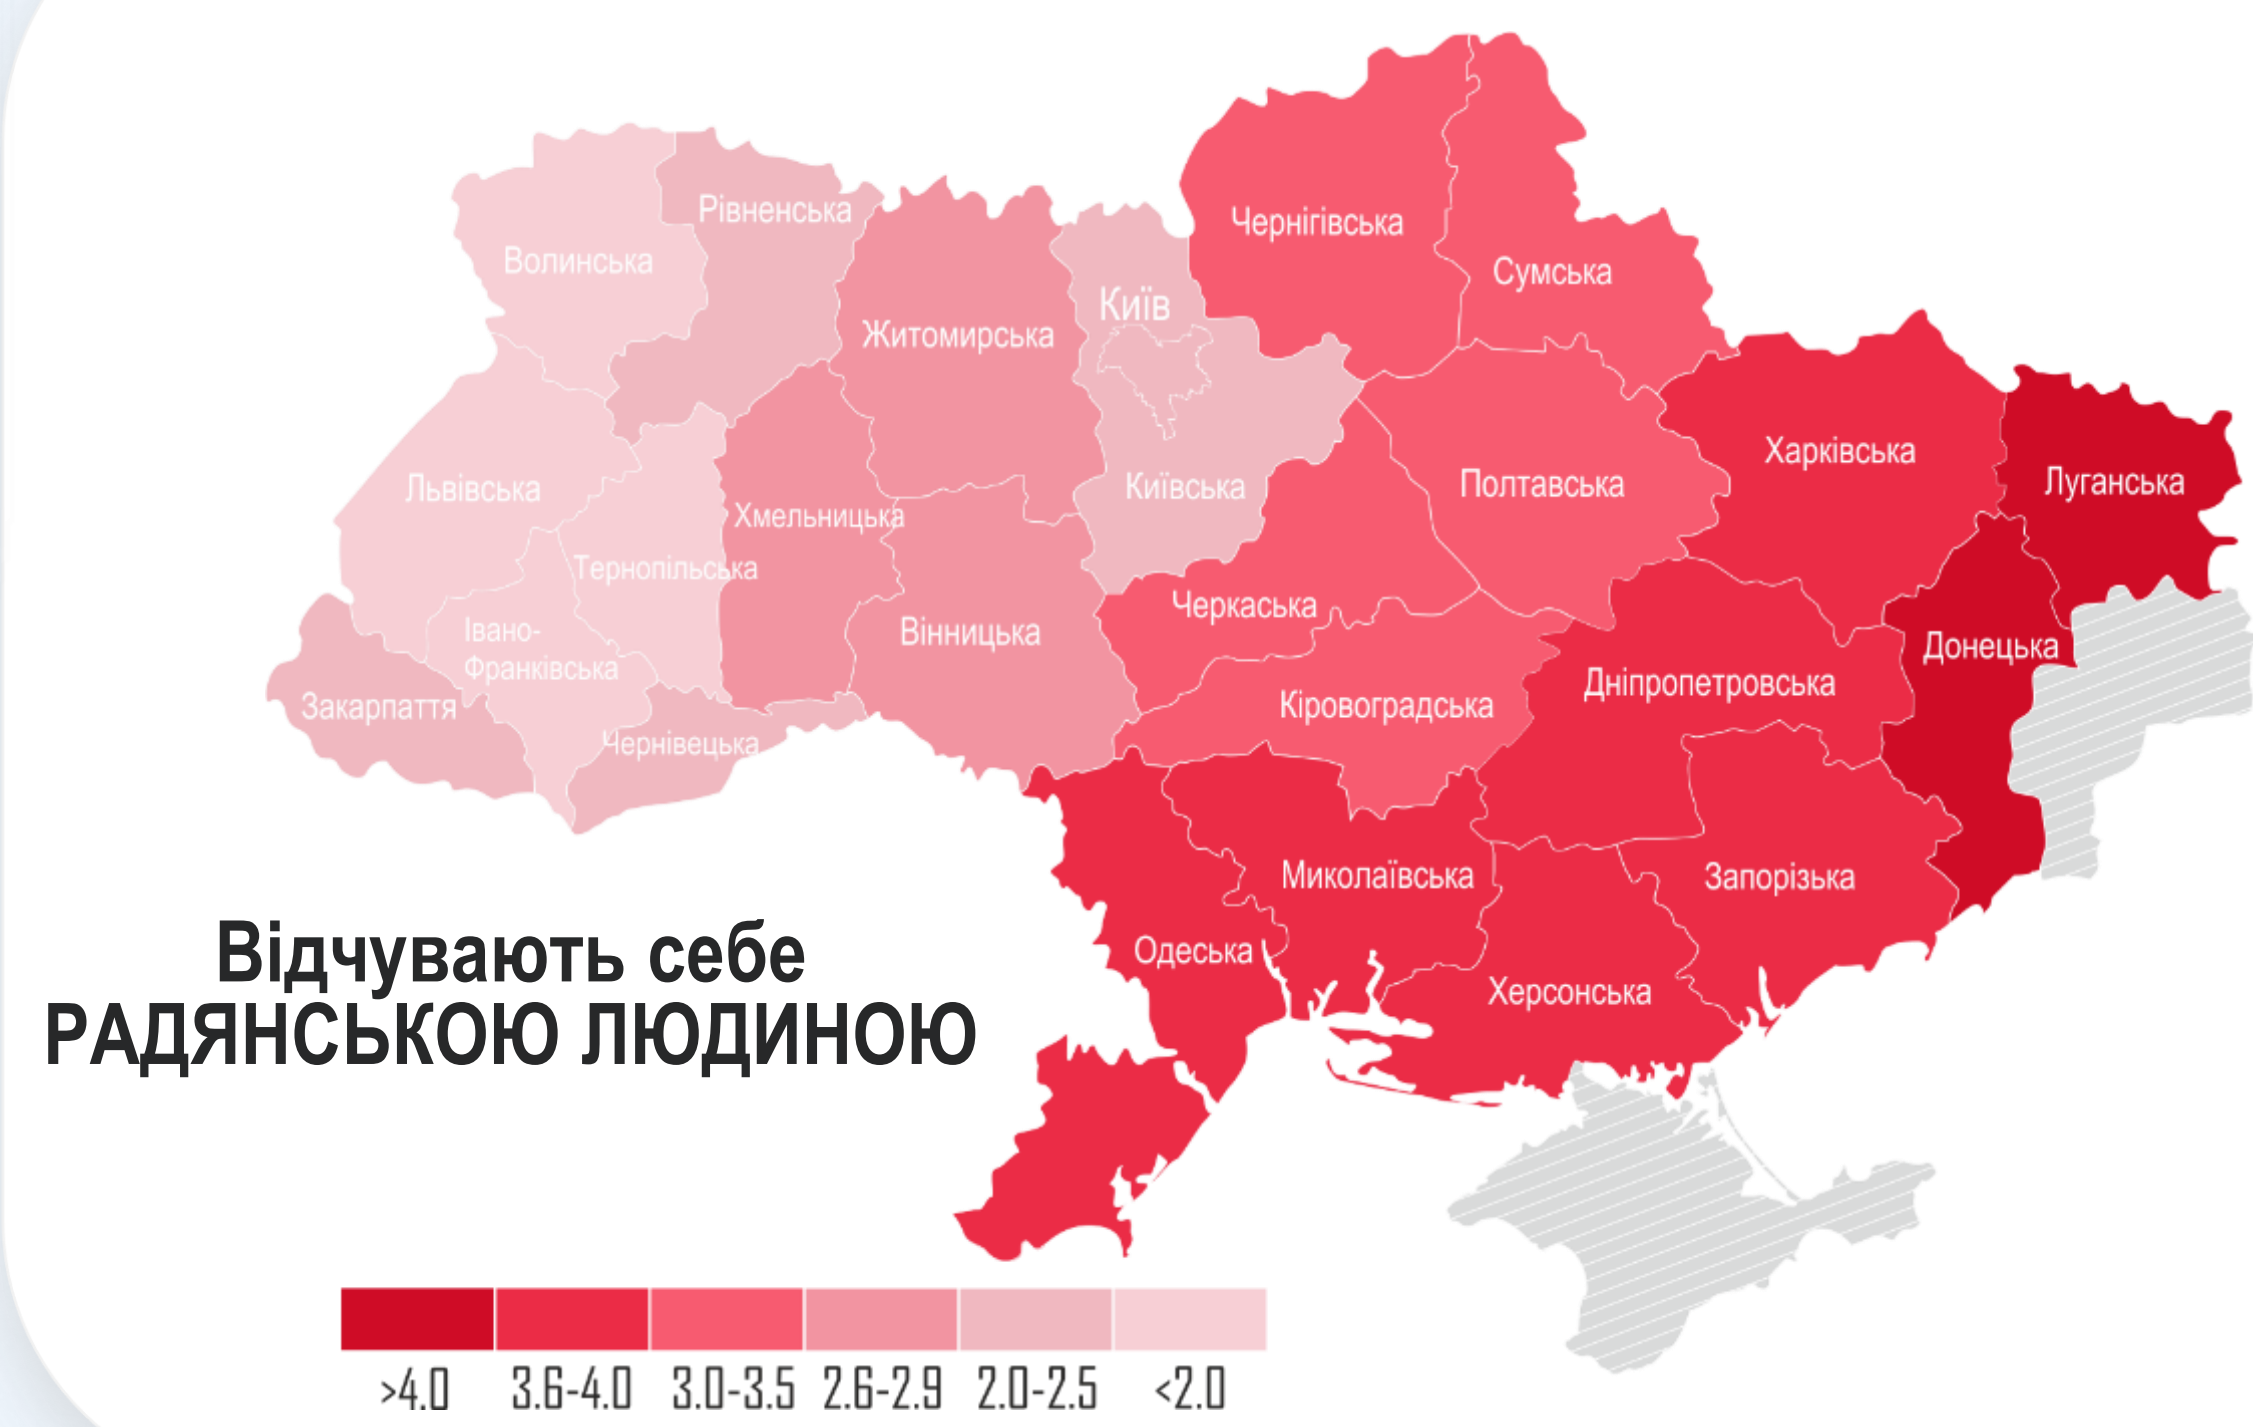 Рівненська
Чернігівська
Волинська
Сумська
Київ
Житомирська
Харківська
Луганська
Полтавська
Київська
Львівська
Хмельницька
Тернопільська
Черкаська
Вінницька
Івано-
Франківська
Донецька
Дніпропетровська
Закарпаття
Кіровоградська
Чернівецька
Миколаївська
Запорізька
Одеська
Херсонська
Відчувають себе
РАДЯНСЬКОЮ ЛЮДИНОЮ
>4.0 3.6-4.0 3.0-3.5 2.6-2.9 2.0-2.5 <2.0